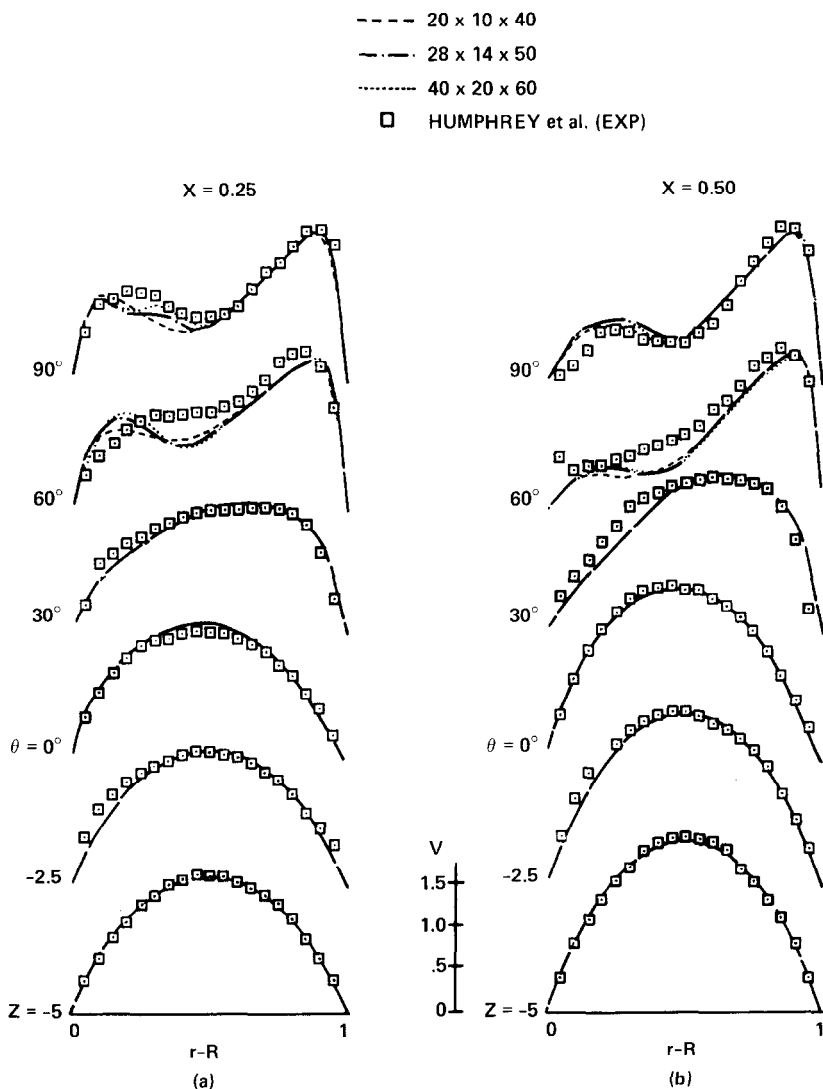 20 x 10 x 40
28 x 14 x 50
40 x 20 x 60
HUMPHREY et al. (EXP)
X = 0.25
90°
60°
30°
θ = 0°
–2.5
Z = –5
0 1
r–R
(a)
V
1.5
1.0
.5
0
X = 0.50
90°
60°
30°
θ = 0°
–2.5
Z = –5
0 1
r–R
(b)